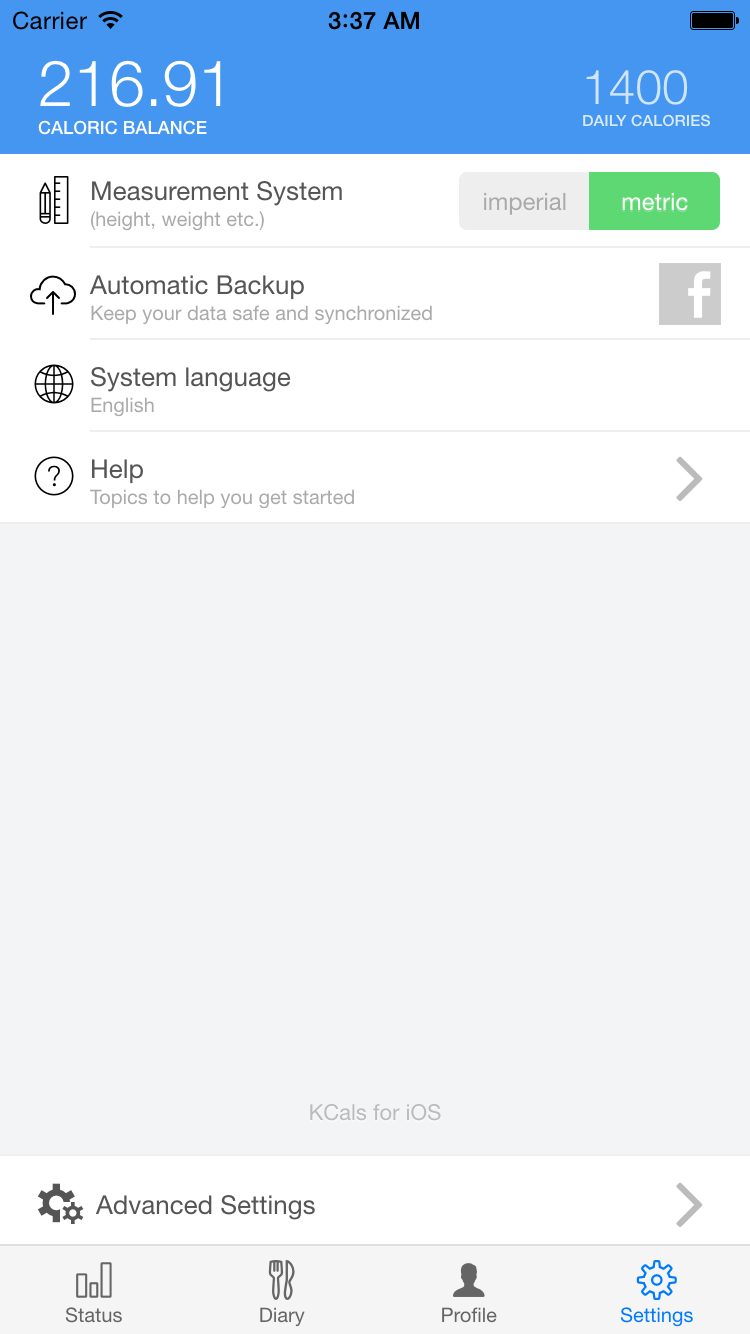 Carrier 3:37 AM
216.91 1400
CALORIC BALANCE DAILY CALORIES
Measurement System
(height, weight etc.)
imperial metric
Automatic Backup
Keep your data safe and synchronized
f
System language
English
? Help
Topics to help you get started
KCals for iOS
Advanced Settings
Status Diary Profile Settings